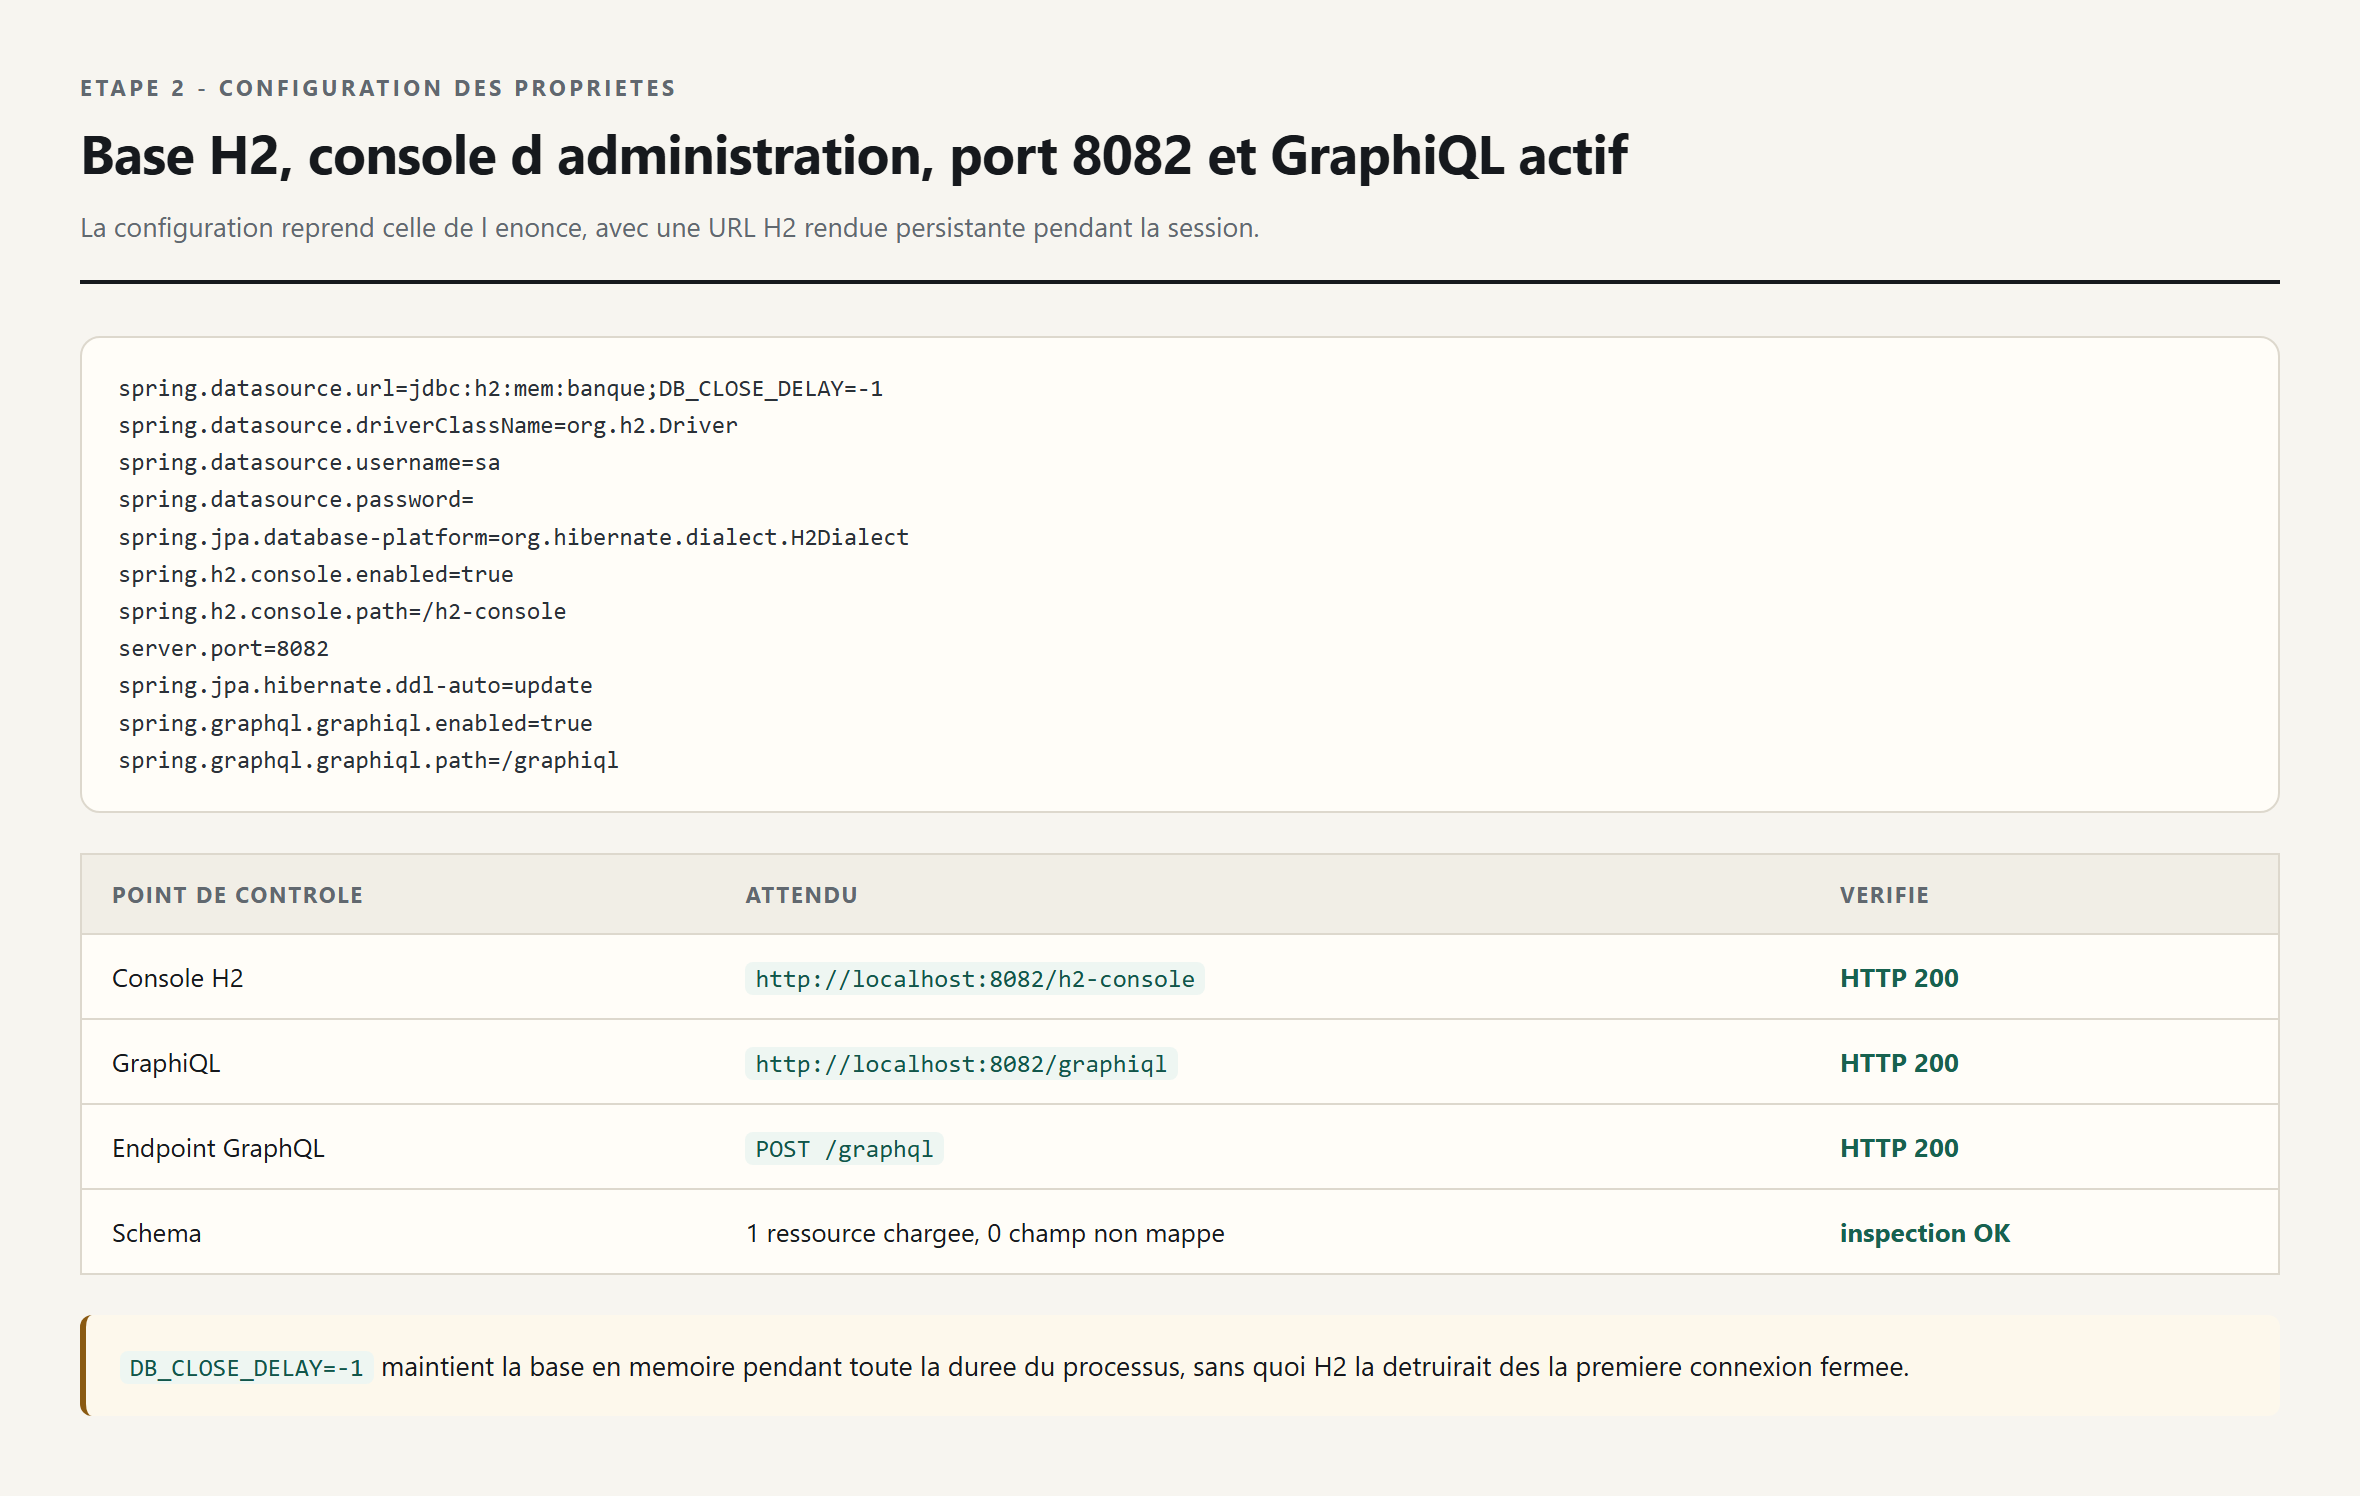 ETAPE 2 - CONFIGURATION DES PROPRIETES
Base H2, console d administration, port 8082 et GraphiQL actif
La configuration reprend celle de l enonce, avec une URL H2 rendue persistante pendant la session.
spring.datasource.url=jdbc:h2:mem:banque;DB_CLOSE_DELAY=-1
spring.datasource.driverClassName=org.h2.Driver
spring.datasource.username=sa
spring.datasource.password=
spring.jpa.database-platform=org.hibernate.dialect.H2Dialect
spring.h2.console.enabled=true
spring.h2.console.path=/h2-console
server.port=8082
spring.jpa.hibernate.ddl-auto=update
spring.graphql.graphiql.enabled=true
spring.graphql.graphiql.path=/graphiql
POINT DE CONTROLE ATTENDU VERIFIE
Console H2 http://localhost:8082/h2-console HTTP 200
GraphiQL http://localhost:8082/graphiql HTTP 200
Endpoint GraphQL POST /graphql HTTP 200
Schema 1 ressource chargee, 0 champ non mappe inspection OK
DB_CLOSE_DELAY=-1 maintient la base en memoire pendant toute la duree du processus, sans quoi H2 la detruirait des la premiere connexion fermee.